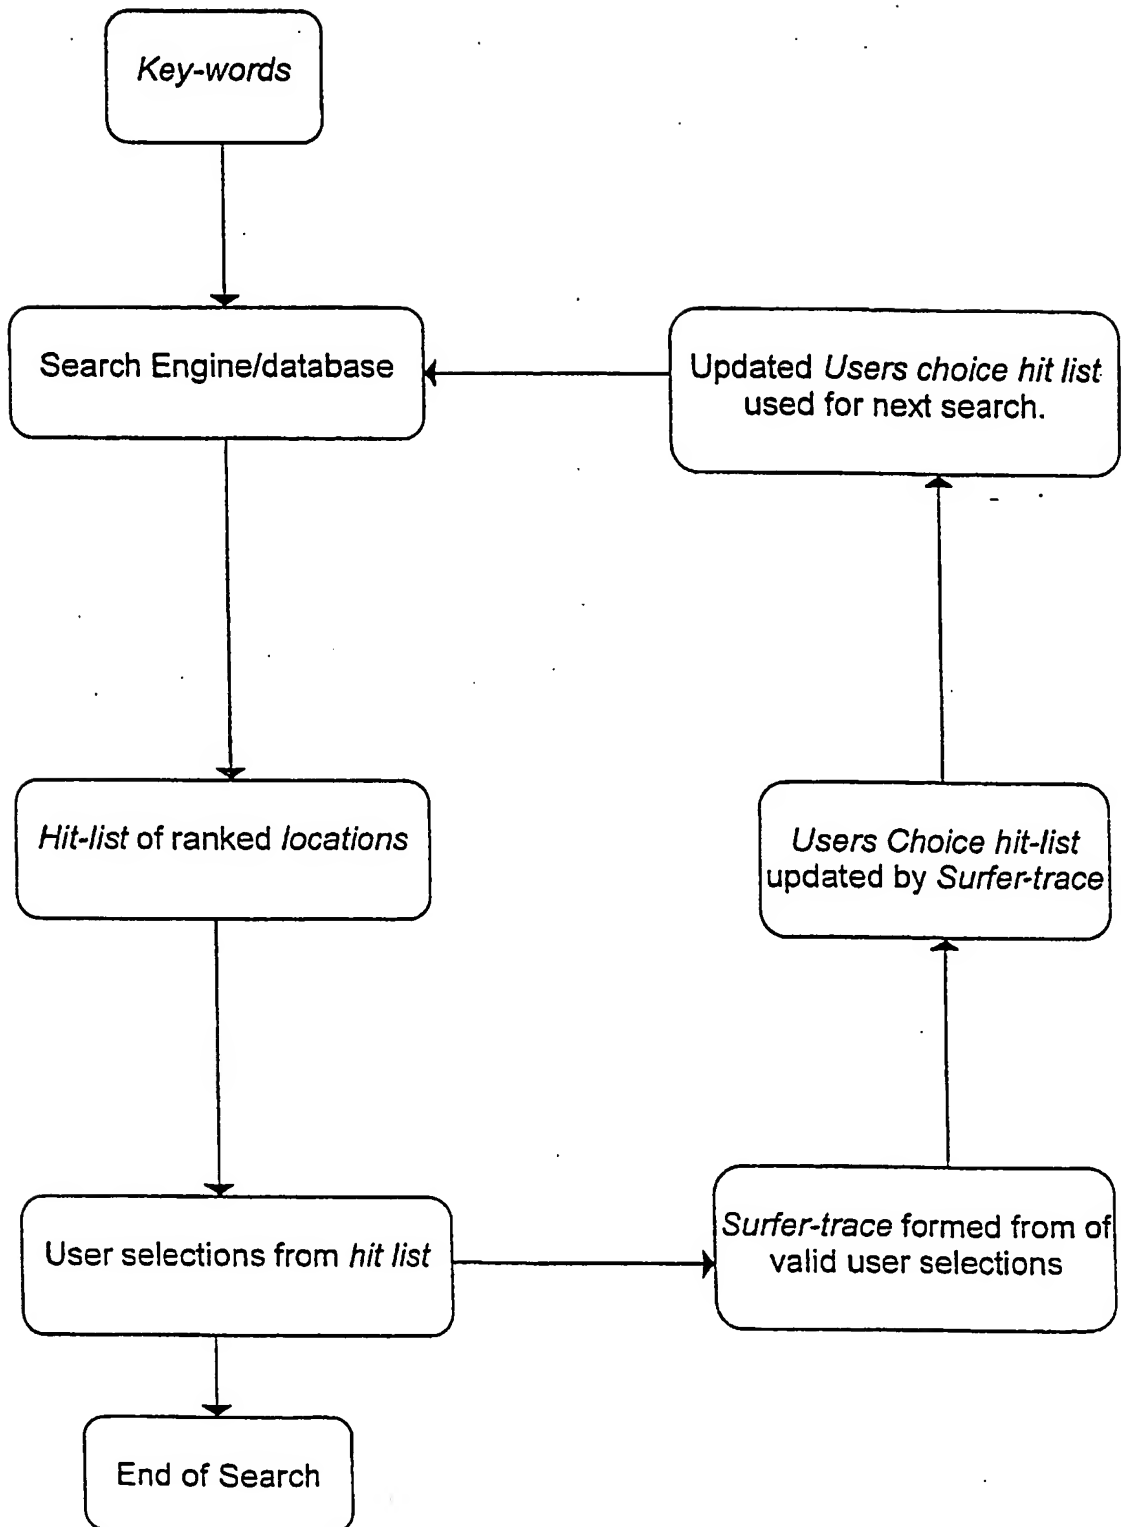 Key-words
Search Engine/database
Updated Users choice hit list
used for next search.
Hit-list of ranked locations
Users Choice hit-list
updated by Surfer-trace
User selections from hit list
Surfer-trace formed from of
valid user selections
End of Search